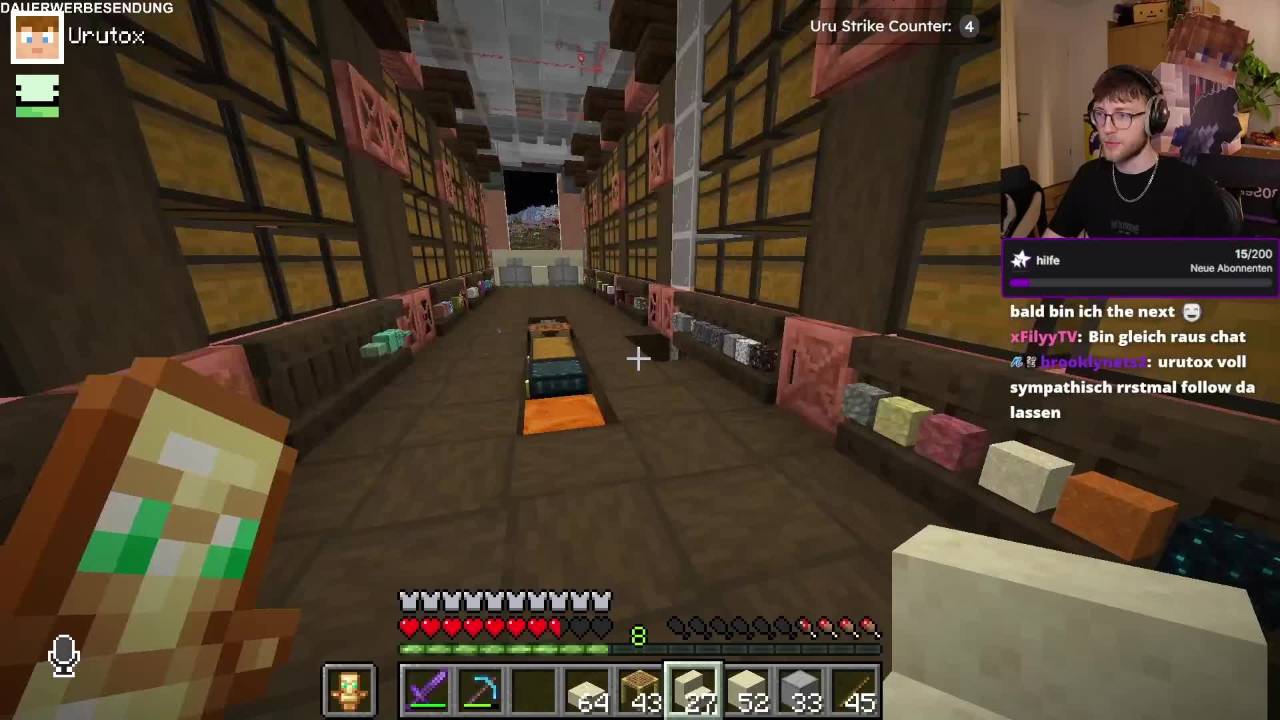 DAUERWERBESENDUNG
Urutox
Uru Strike Counter: 4
hilfe
15/200
Neue Abonnenten
bald bin ich the next
xFilyyTV: Bin gleich raus chat
urutox voll
sympathisch rrstmal follow da
lassen
8
64
43
27
52
33
45